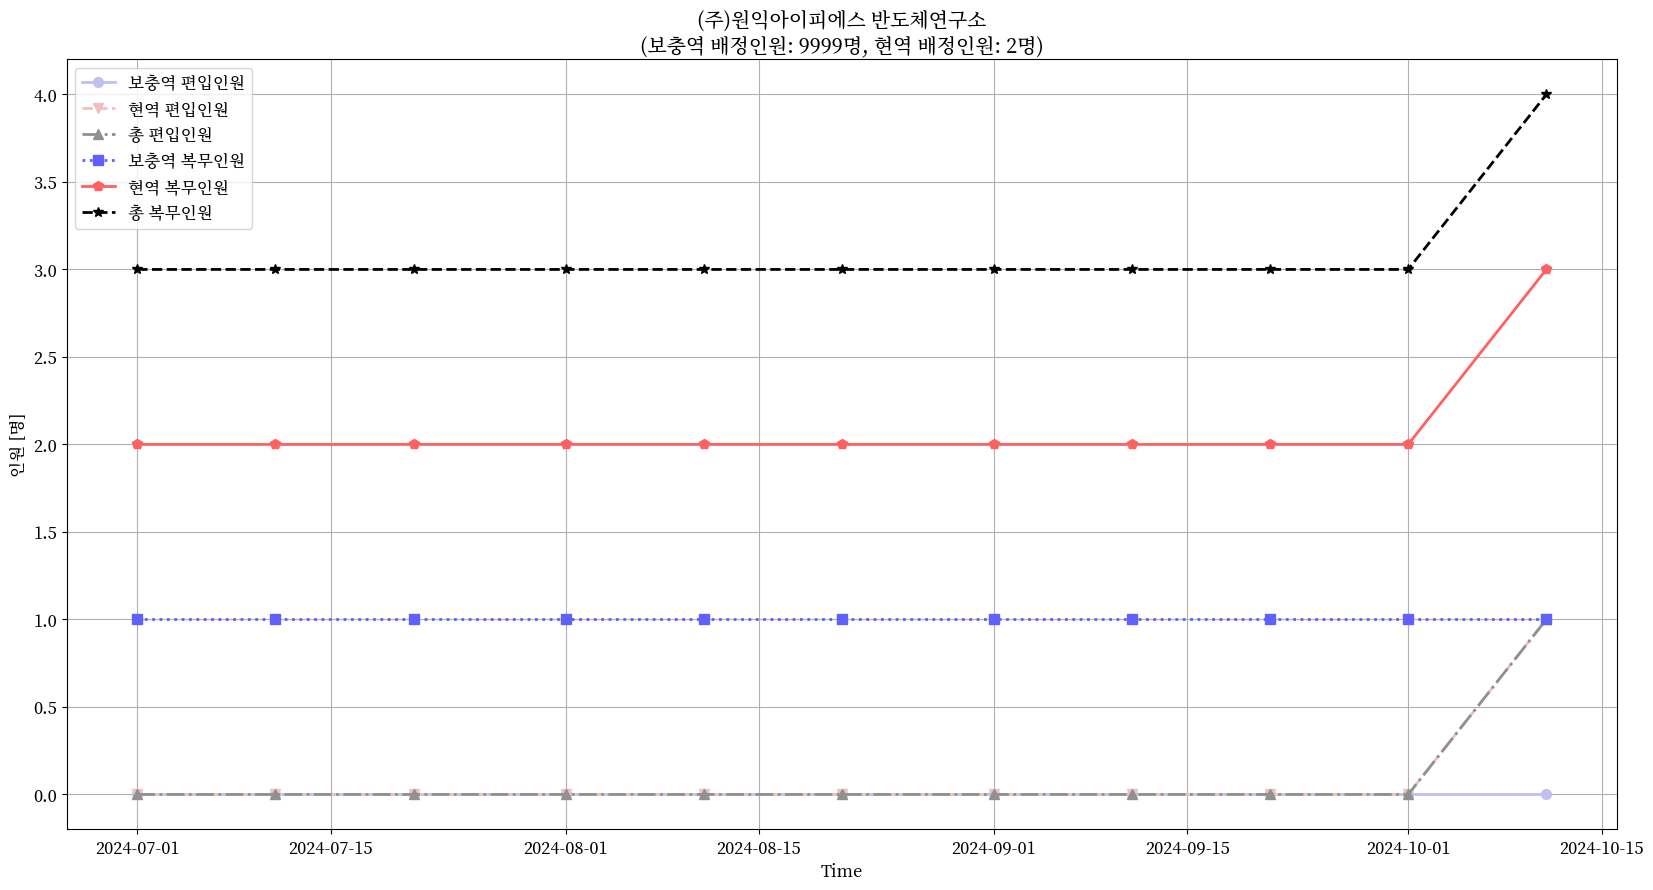 (주)원익아이피에스 반도체연구소
(보충역 배정인원: 9999명, 현역 배정인원: 2명)
보충역 편입인원
현역 편입인원
총 편입인원
보충역 복무인원
현역 복무인원
총 복무인원
4.0
3.5
3.0
2.5
2.0
1.5
1.0
0.5
0.0
인원 [명]
2024-07-01 2024-07-15 2024-08-01 2024-08-15 2024-09-01 2024-09-15 2024-10-01 2024-10-15
Time